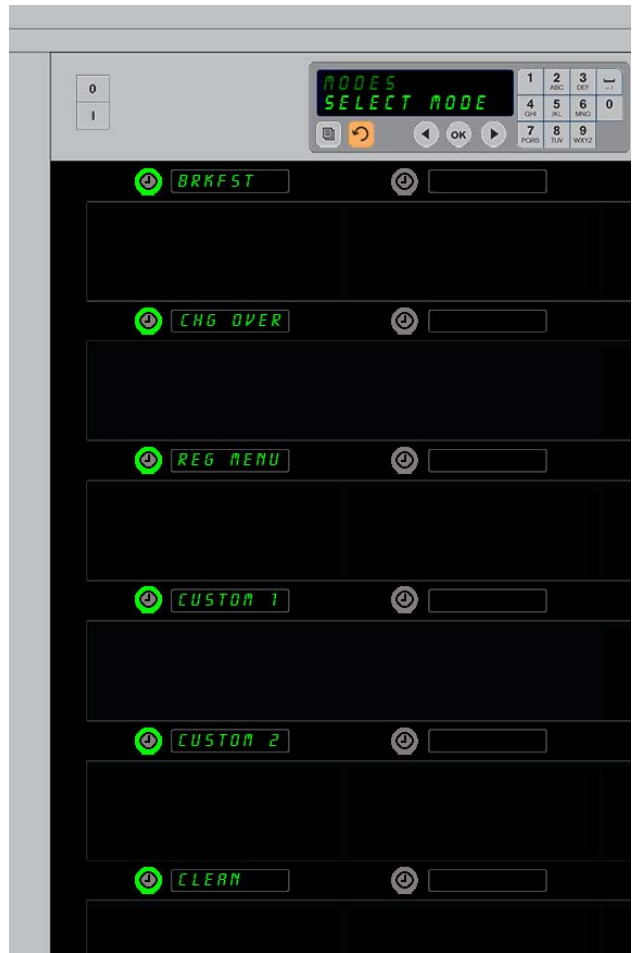 0
I
MODES
SELECT MODE
OK
1
2 ABC
3 DEF
- /
4 GHI
5 JKL
6 MNO
0
7 PQRS
8 TUV
9 WXYZ
BRKFST
CHG OVER
REG MENU
CUSTOM 1
CUSTOM 2
CLEAN